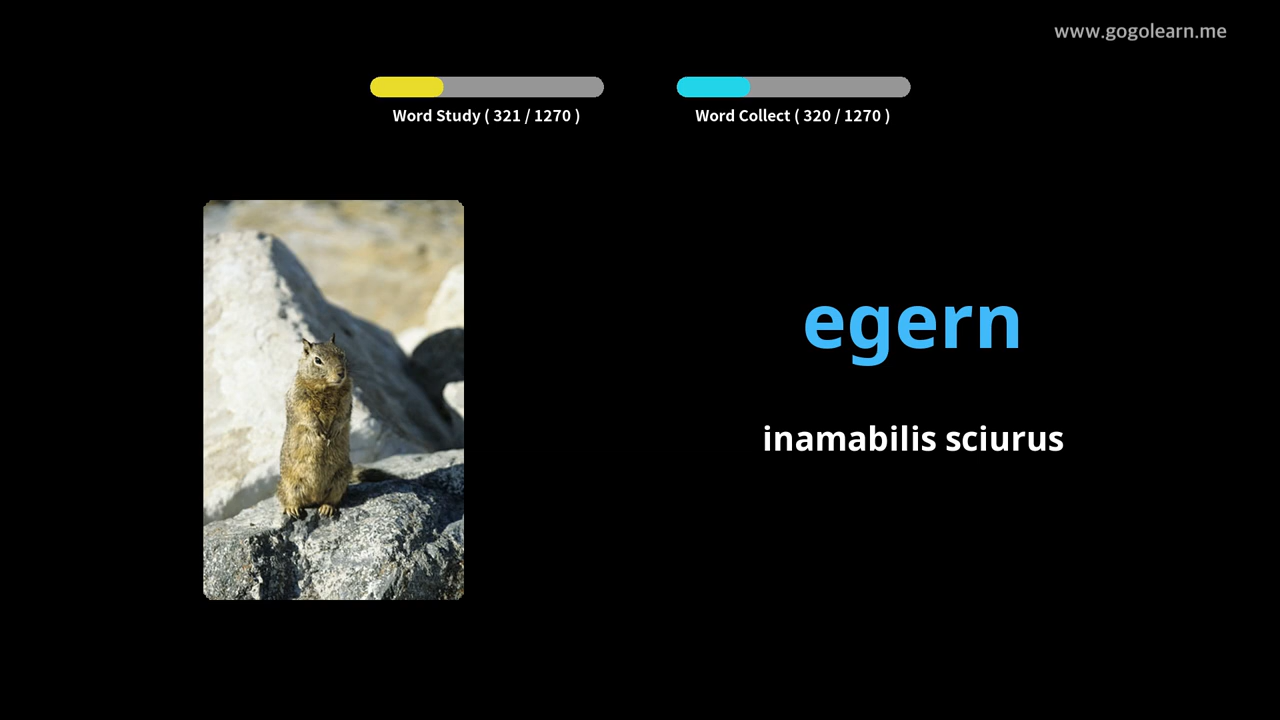 www.gogolearn.me
Word Study ( 321 / 1270 )
Word Collect ( 320 / 1270 )
egern
inamabilis sciurus